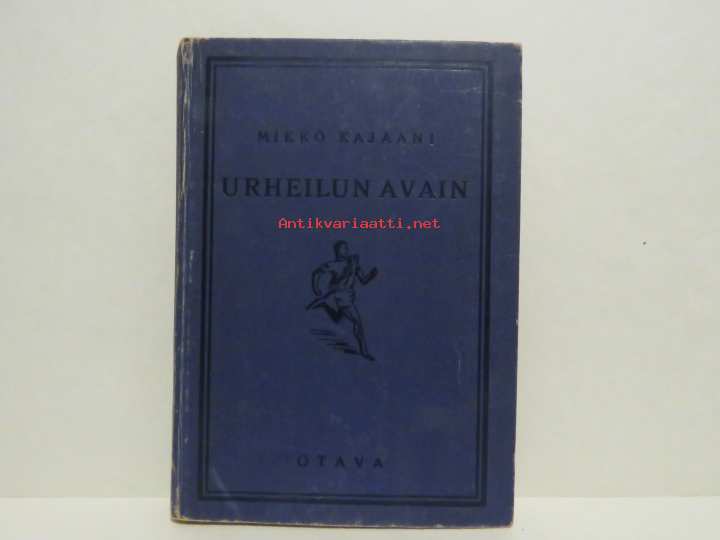 MIKKO KAJAANI
URHEILUN AVAIN
Antikvariaatti.net
OTAVA